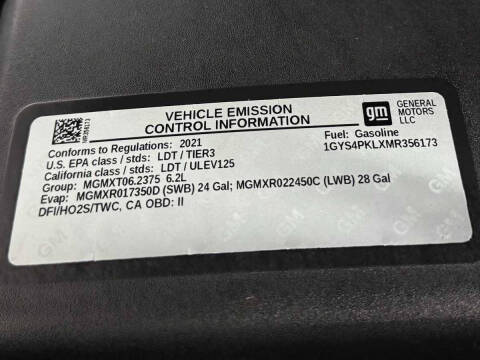 VEHICLE EMISSION
CONTROL INFORMATION
gm
GENERAL
MOTORS
LLC
MR356173
Conforms to Regulations: 2021
Fuel: Gasoline
U.S. EPA class / stds: LDT / TIER3
1GYS4PKLXMR356173
California class / stds: LDT / ULEV125
Group: MGMXT06.2375 6.2L
Evap: MGMXR017350D (SWB) 24 Gal; MGMXR022450C (LWB) 28 Gal
DFI/HO2S/TWC, CA OBD: II